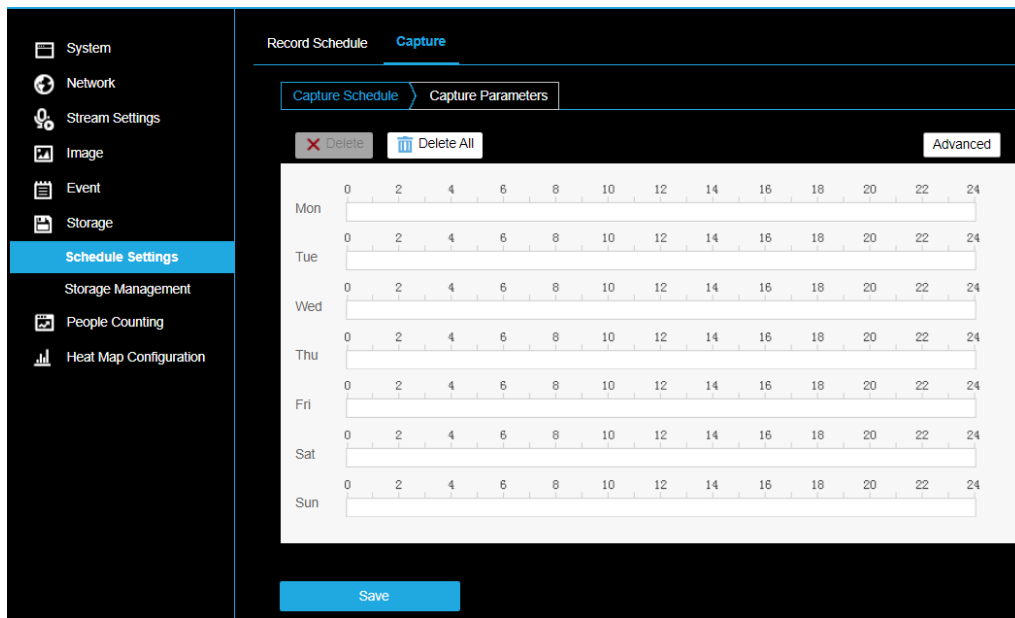 System
Network
Stream Settings
Image
Event
Storage
Schedule Settings
Storage Management
People Counting
Heat Map Configuration
Record Schedule Capture
Capture Schedule Capture Parameters
Delete Delete All Advanced
0 2 4 6 8 10 12 14 16 18 20 22 24
Mon
0 2 4 6 8 10 12 14 16 18 20 22 24
Tue
0 2 4 6 8 10 12 14 16 18 20 22 24
Wed
0 2 4 6 8 10 12 14 16 18 20 22 24
Thu
0 2 4 6 8 10 12 14 16 18 20 22 24
Fri
0 2 4 6 8 10 12 14 16 18 20 22 24
Sat
0 2 4 6 8 10 12 14 16 18 20 22 24
Sun
Save